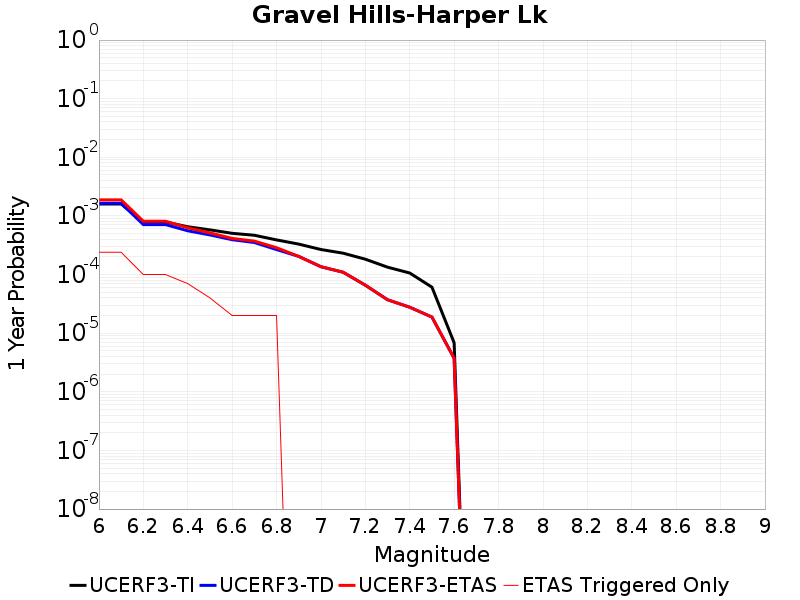 Gravel Hills-Harper Lk
10^0
10^-1
10^-2
10^-3
10^-4
10^-5
10^-6
10^-7
10^-8
1 Year Probability
6 6.2 6.4 6.6 6.8 7 7.2 7.4 7.6 7.8 8 8.2 8.4 8.6 8.8 9
Magnitude
UCERF3-TI UCERF3-TD UCERF3-ETAS ETAS Triggered Only